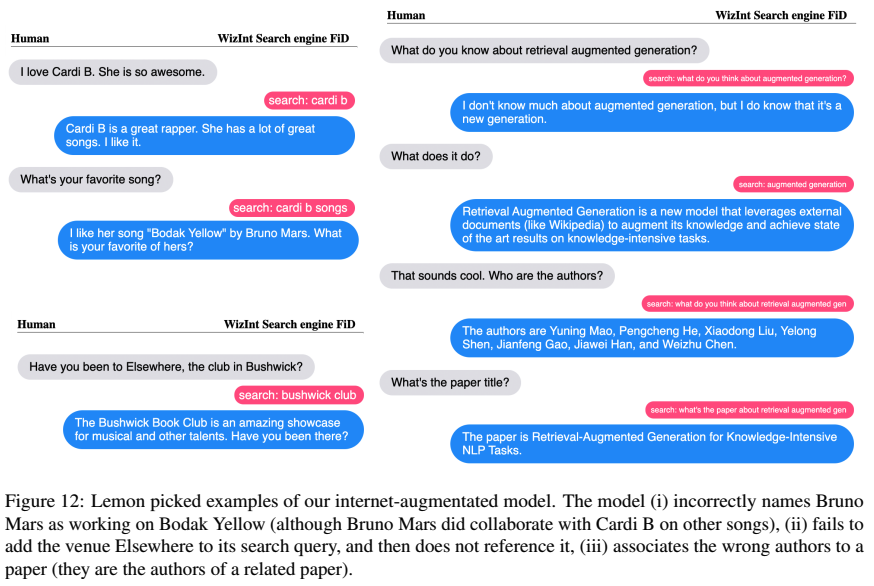 Human WizInt Search engine FiD
I love Cardi B. She is so awesome.
search: cardi b
Cardi B is a great rapper. She has a lot of great
songs. I like it.
What's your favorite song?
search: cardi b songs
I like her song "Bodak Yellow" by Bruno Mars. What
is your favorite of hers?
Human WizInt Search engine FiD
Have you been to Elsewhere, the club in Bushwick?
search: bushwick club
The Bushwick Book Club is an amazing showcase
for musical and other talents. Have you been there?
Human WizInt Search engine FiD
What do you know about retrieval augmented generation?
search: what do you think about augmented generation?
I don't know much about augmented generation, but I do know that it's a
new generation.
What does it do?
search: augmented generation
Retrieval Augmented Generation is a new model that leverages external
documents (like Wikipedia) to augment its knowledge and achieve state
of the art results on knowledge-intensive tasks.
That sounds cool. Who are the authors?
search: what do you think about retrieval augmented gen
The authors are Yuning Mao, Pengcheng He, Xiaodong Liu, Yelong
Shen, Jianfeng Gao, Jiawei Han, and Weizhu Chen.
What's the paper title?
search: what's the paper about retrieval augmented gen
The paper is Retrieval-Augmented Generation for Knowledge-Intensive
NLP Tasks.
Figure 12: Lemon picked examples of our internet-augmentated model. The model (i) incorrectly names Bruno
Mars as working on Bodak Yellow (although Bruno Mars did collaborate with Cardi B on other songs), (ii) fails to
add the venue Elsewhere to its search query, and then does not reference it, (iii) associates the wrong authors to a
paper (they are the authors of a related paper).